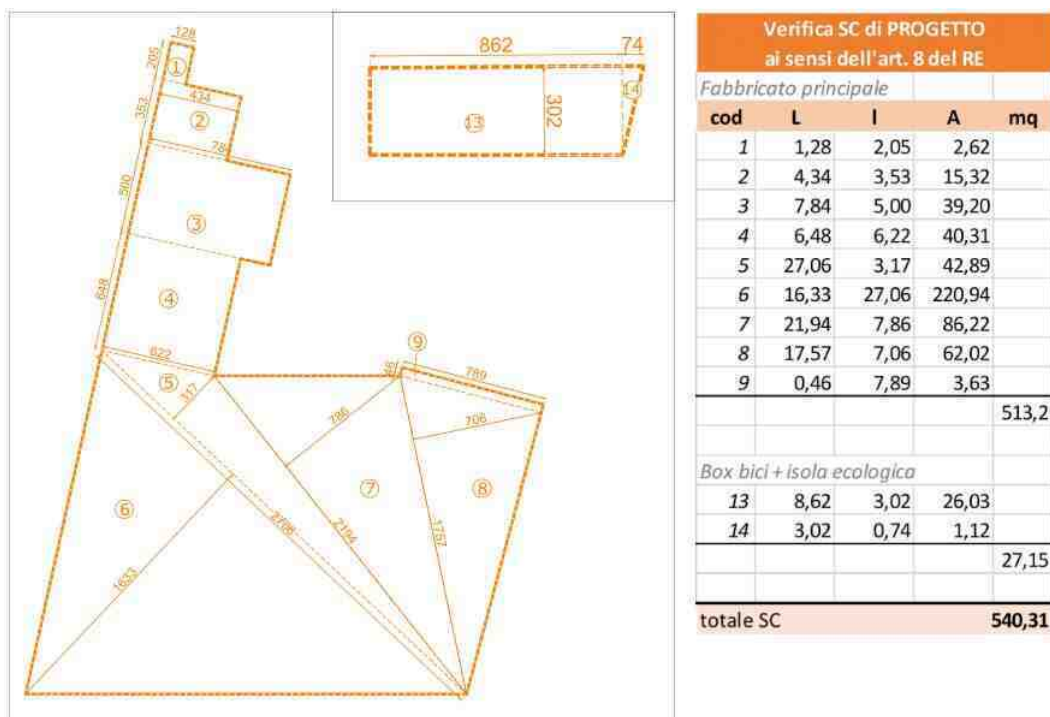 128
205
①
434
353
②
78
500
③
648
④
622
⑤
317
⑨
46
789
786
706
⑥
⑦
⑧
2706
2194
1757
1633
862
74
302
13
14
Verifica SC di PROGETTO
ai sensi dell'art. 8 del RE
Fabbricato principale
cod L l A mq
1 1,28 2,05 2,62
2 4,34 3,53 15,32
3 7,84 5,00 39,20
4 6,48 6,22 40,31
5 27,06 3,17 42,89
6 16,33 27,06 220,94
7 21,94 7,86 86,22
8 17,57 7,06 62,02
9 0,46 7,89 3,63
513,2
Box bici + isola ecologica
13 8,62 3,02 26,03
14 3,02 0,74 1,12
27,15
totale SC 540,31